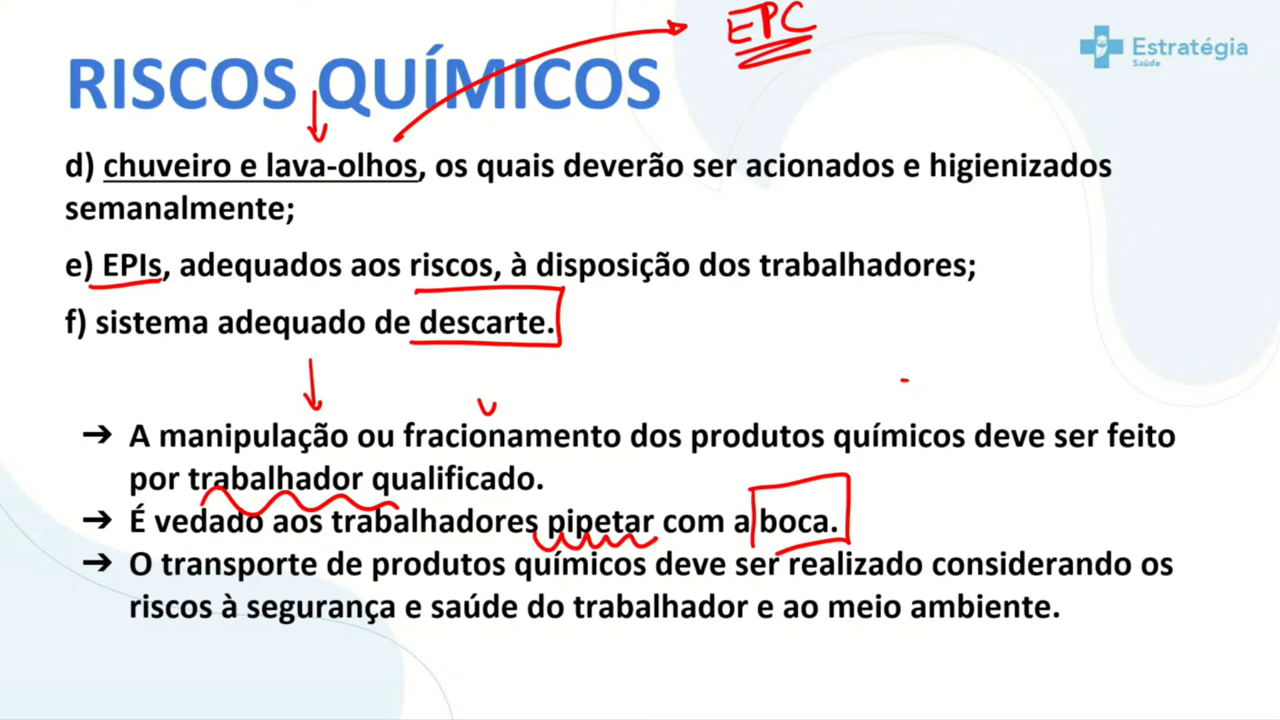 EPC
Estratégia
Saúde
RISCOS QUÍMICOS
d) chuveiro e lava-olhos, os quais deverão ser acionados e higienizados
semanalmente;
e) EPIs, adequados aos riscos, à disposição dos trabalhadores;
f) sistema adequado de descarte.
➔ A manipulação ou fracionamento dos produtos químicos deve ser feito
por trabalhador qualificado.
➔ É vedado aos trabalhadores pipetar com a boca.
➔ O transporte de produtos químicos deve ser realizado considerando os
riscos à segurança e saúde do trabalhador e ao meio ambiente.